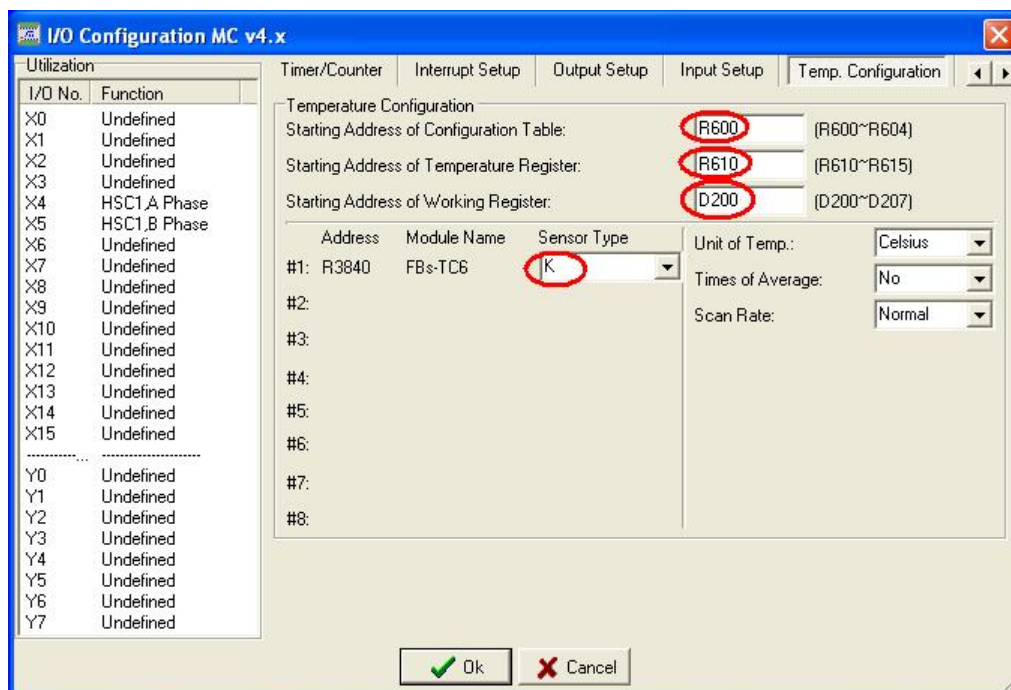 I/O Configuration MC v4.x
Utilization
I/O No. Function
X0 Undefined
X1 Undefined
X2 Undefined
X3 Undefined
X4 HSC1,A Phase
X5 HSC1,B Phase
X6 Undefined
X7 Undefined
X8 Undefined
X9 Undefined
X10 Undefined
X11 Undefined
X12 Undefined
X13 Undefined
X14 Undefined
X15 Undefined
-----------... ----------------------
Y0 Undefined
Y1 Undefined
Y2 Undefined
Y3 Undefined
Y4 Undefined
Y5 Undefined
Y6 Undefined
Y7 Undefined
Timer/Counter Interrupt Setup Output Setup Input Setup Temp. Configuration
Temperature Configuration
Starting Address of Configuration Table: R600 (R600~R604)
Starting Address of Temperature Register: R610 (R610~R615)
Starting Address of Working Register: D200 (D200~D207)
Address Module Name Sensor Type
#1: R3840 FBs-TC6 K
#2:
#3:
#4:
#5:
#6:
#7:
#8:
Unit of Temp.: Celsius
Times of Average: No
Scan Rate: Normal
Ok Cancel